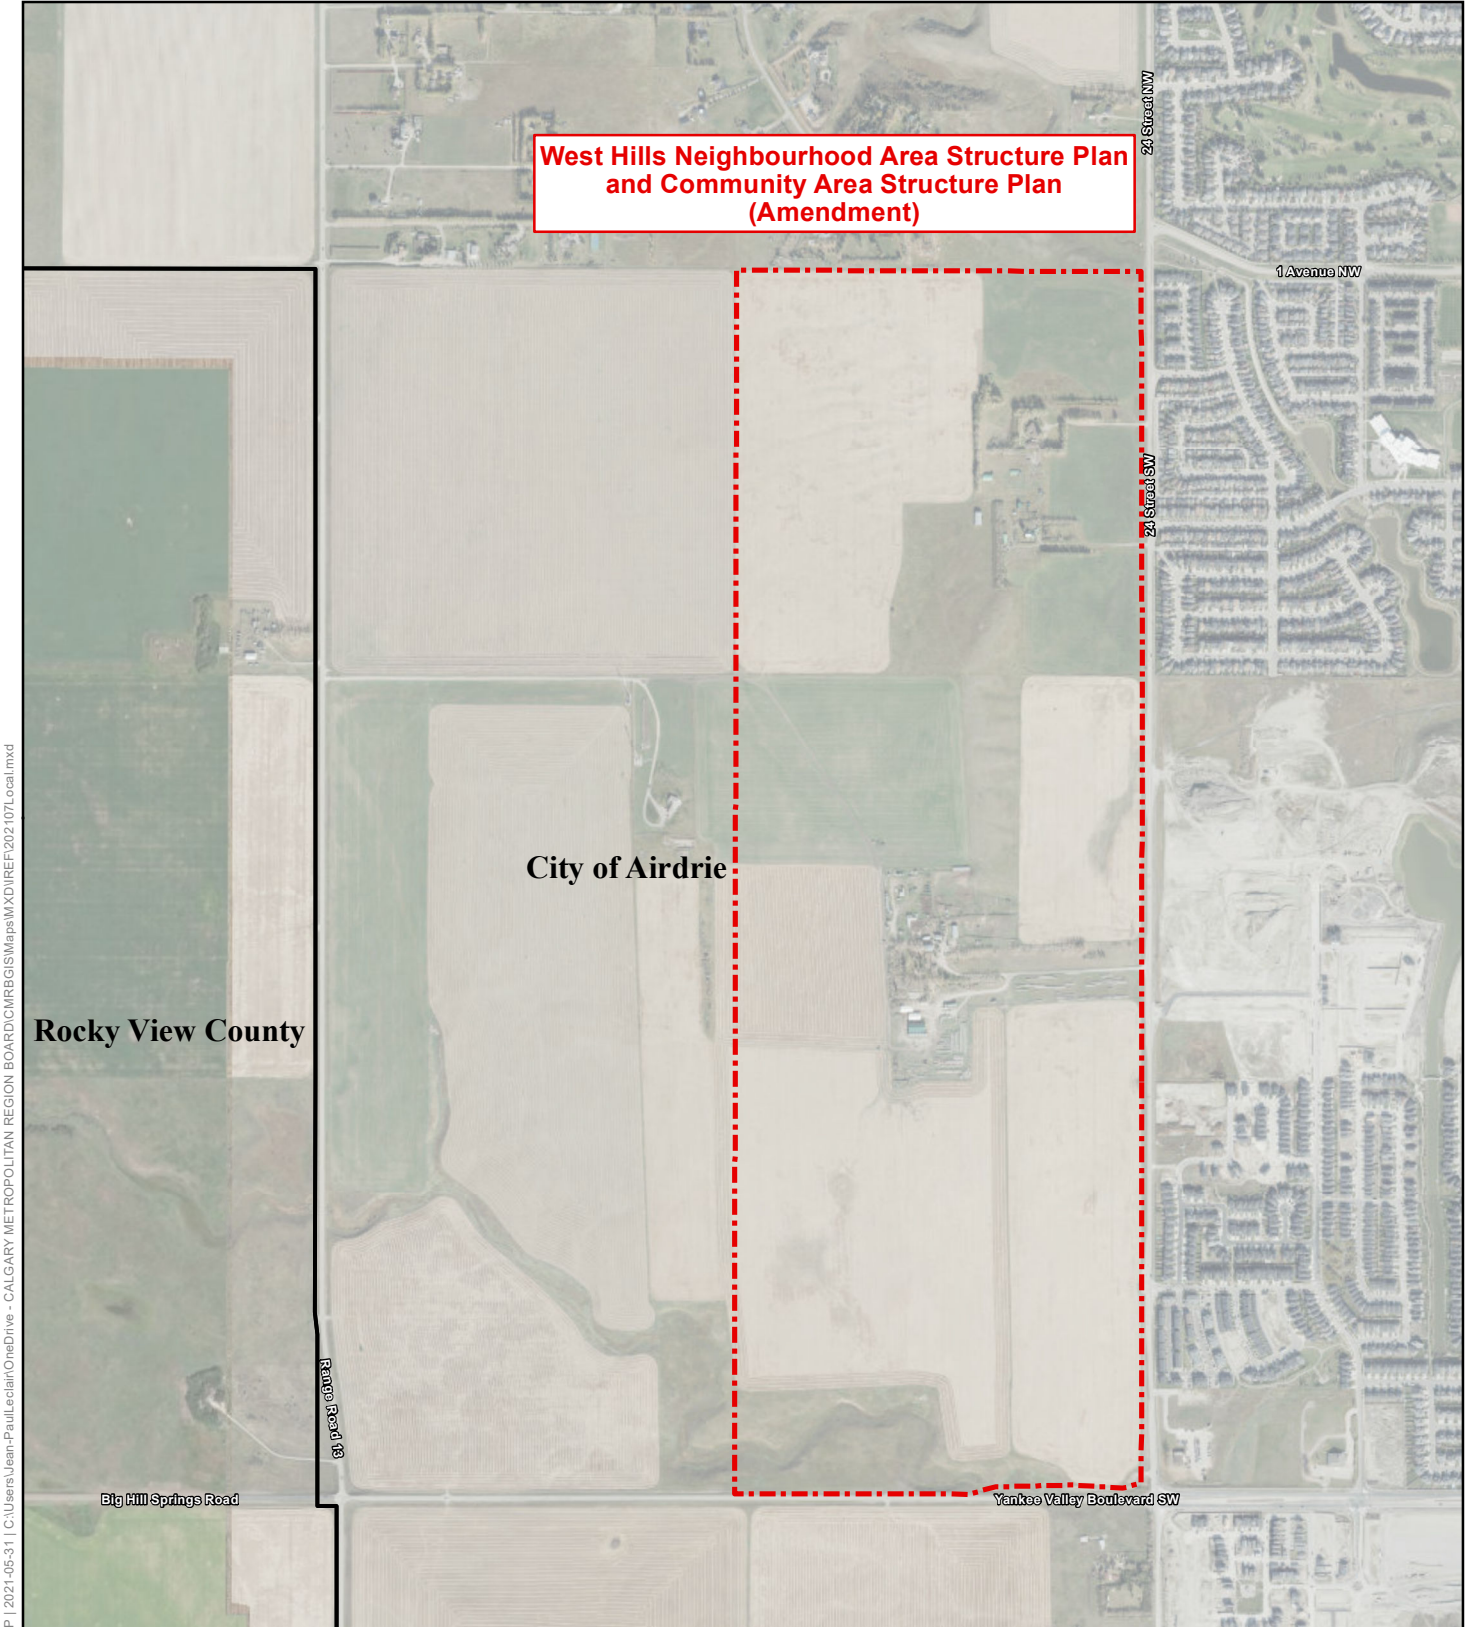 24 Street NW
West Hills Neighbourhood Area Structure Plan
and Community Area Structure Plan
(Amendment)
1 Avenue NW
24 Street SW
City of Airdrie
Rocky View County
Range Road 13
Big Hill Springs Road
Yankee Valley Boulevard SW
P | 2021-05-31 | C:\Users\Jean-PaulLeclair\OneDrive - CALGARY METROPOLITAN REGION BOARD\CMRBGIS\Maps\MXD\IREF\202107Local.mxd